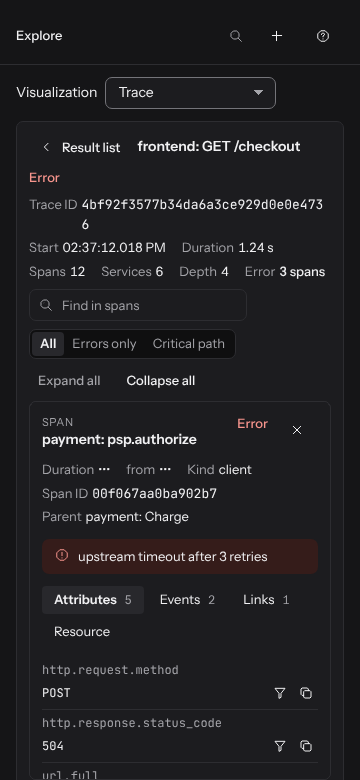 Explore
Visualization
Trace
Result list
frontend: GET /checkout
Error
Trace ID 4bf92f3577b34da6a3ce929d0e0e473
6
Start 02:37:12.018 PM Duration 1.24 s
Spans 12 Services 6 Depth 4 Error 3 spans
Find in spans
All Errors only Critical path
Expand all Collapse all
SPAN
payment: psp.authorize
Error
Duration ••• from ••• Kind client
Span ID 00f067aa0ba902b7
Parent payment: Charge
upstream timeout after 3 retries
Attributes 5 Events 2 Links 1
Resource
http.request.method
POST
http.response.status_code
504
url.full